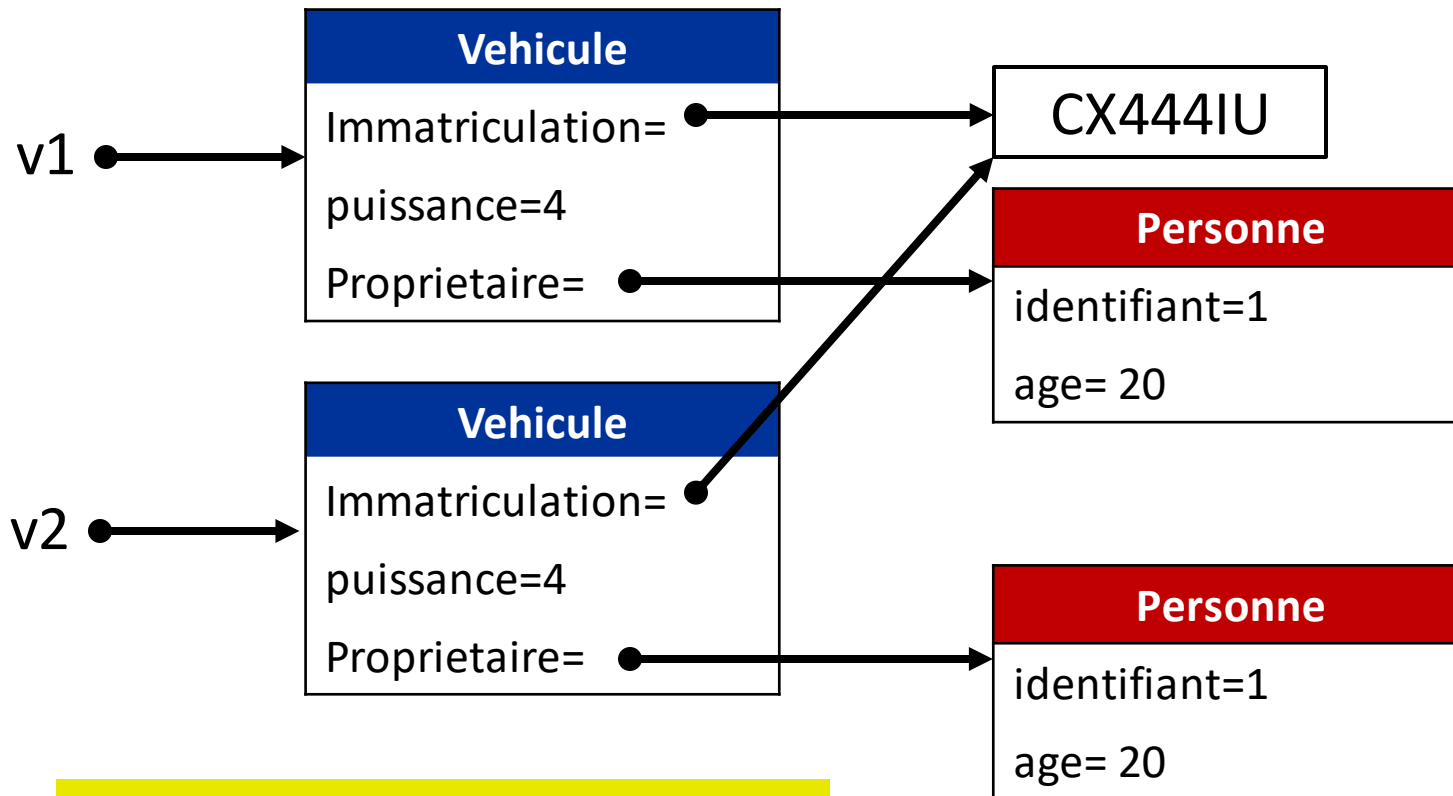 Vehicule
Immatriculation=
puissance=4
Proprietaire=
v1
CX444IU
Personne
identifiant=1
age= 20
Vehicule
Immatriculation=
puissance=4
Proprietaire=
v2
Personne
identifiant=1
age= 20